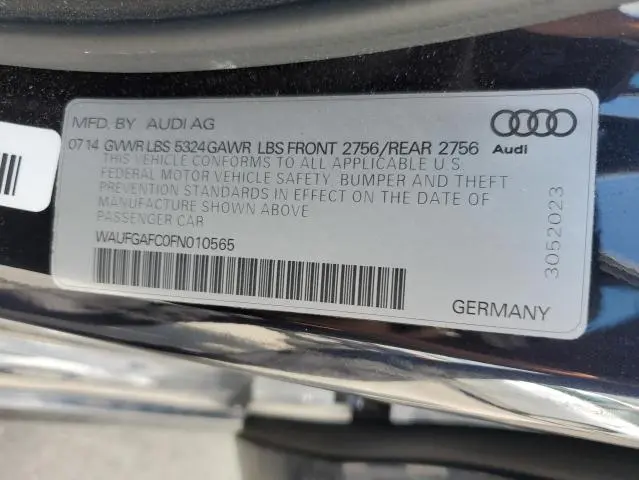 MFD. BY AUDI AG
0714 GVWR LBS 5324 GAWR LBS FRONT 2756/REAR 2756
THIS VEHICLE CONFORMS TO ALL APPLICABLE U.S.
FEDERAL MOTOR VEHICLE SAFETY, BUMPER AND THEFT
PREVENTION STANDARDS IN EFFECT ON THE DATE OF
MANUFACTURE SHOWN ABOVE
PASSENGER CAR
WAUFGAFC0FN010565
Audi
3052023
GERMANY